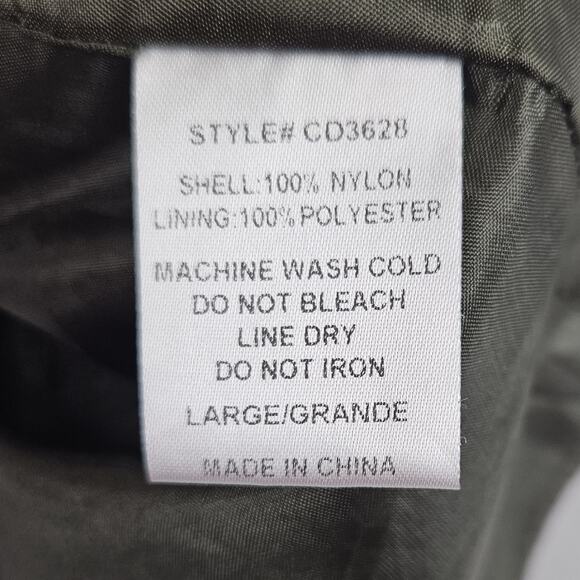 STYLE# CD3628
SHELL:100% NYLON
LINING:100%POLYESTER
MACHINE WASH COLD
DO NOT BLEACH
LINE DRY
DO NOT IRON
LARGE/GRANDE
MADE IN CHINA